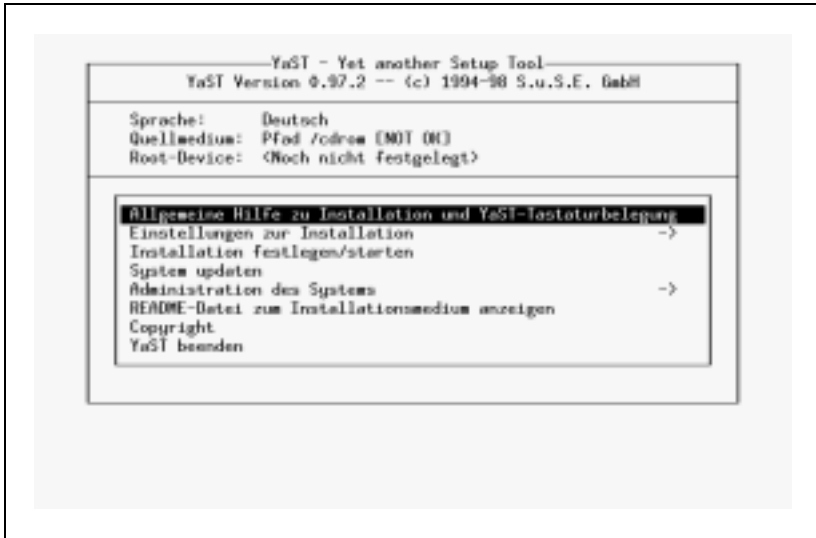 YaST - Yet another Setup Tool
YaST Version 0.97.2 -- (c) 1994-98 S.u.S.E. GmbH
Sprache: Deutsch
Quellmedium: Pfad /cdrom [NOT OK]
Root-Device: <Noch nicht festgelegt>
Allgemeine Hilfe zu Installation und YaST-Tastaturbelegung
Einstellungen zur Installation ->
Installation festlegen/starten
System updaten
Administration des Systems ->
README-Datei zum Installationsmedium anzeigen
Copyright
YaST beenden